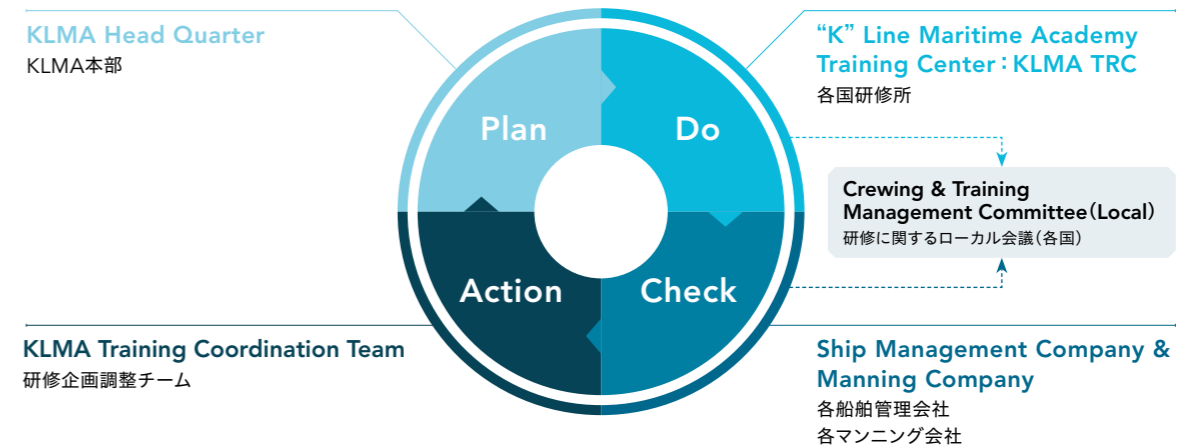 KLMA Head Quarter
KLMA本部
“K” Line Maritime Academy
Training Center：KLMA TRC
各国研修所
Plan
Do
Crewing & Training
Management Committee（Local）
研修に関するローカル会議（各国）
Action
Check
KLMA Training Coordination Team
研修企画調整チーム
Ship Management Company &
Manning Company
各船舶管理会社
各マンニング会社